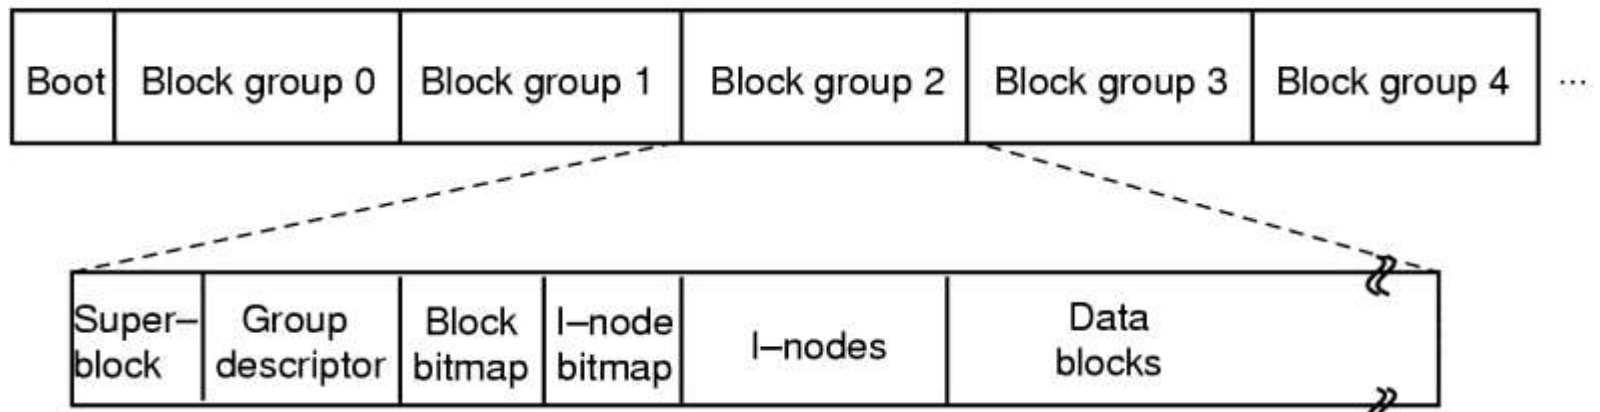 Boot Block group 0 Block group 1 Block group 2 Block group 3 Block group 4 ...
Super–
block
Group
descriptor
Block
bitmap
I–node
bitmap
I–nodes
Data
blocks